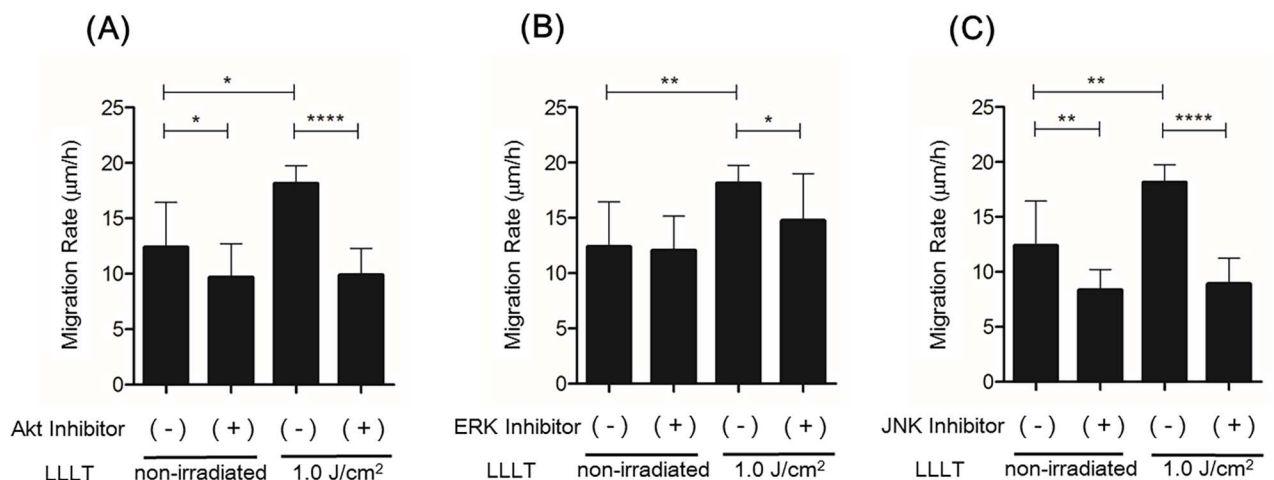 (A)
*
* ****
25
20
15
10
5
0
Migration Rate (µm/h)
Akt Inhibitor (-) (+) (-) (+)
LLLT non-irradiated 1.0 J/cm²
(B)
**
*
25
20
15
10
5
0
Migration Rate (µm/h)
ERK Inhibitor (-) (+) (-) (+)
LLLT non-irradiated 1.0 J/cm²
(C)
**
** ****
25
20
15
10
5
0
Migration Rate (µm/h)
JNK Inhibitor (-) (+) (-) (+)
LLLT non-irradiated 1.0 J/cm²